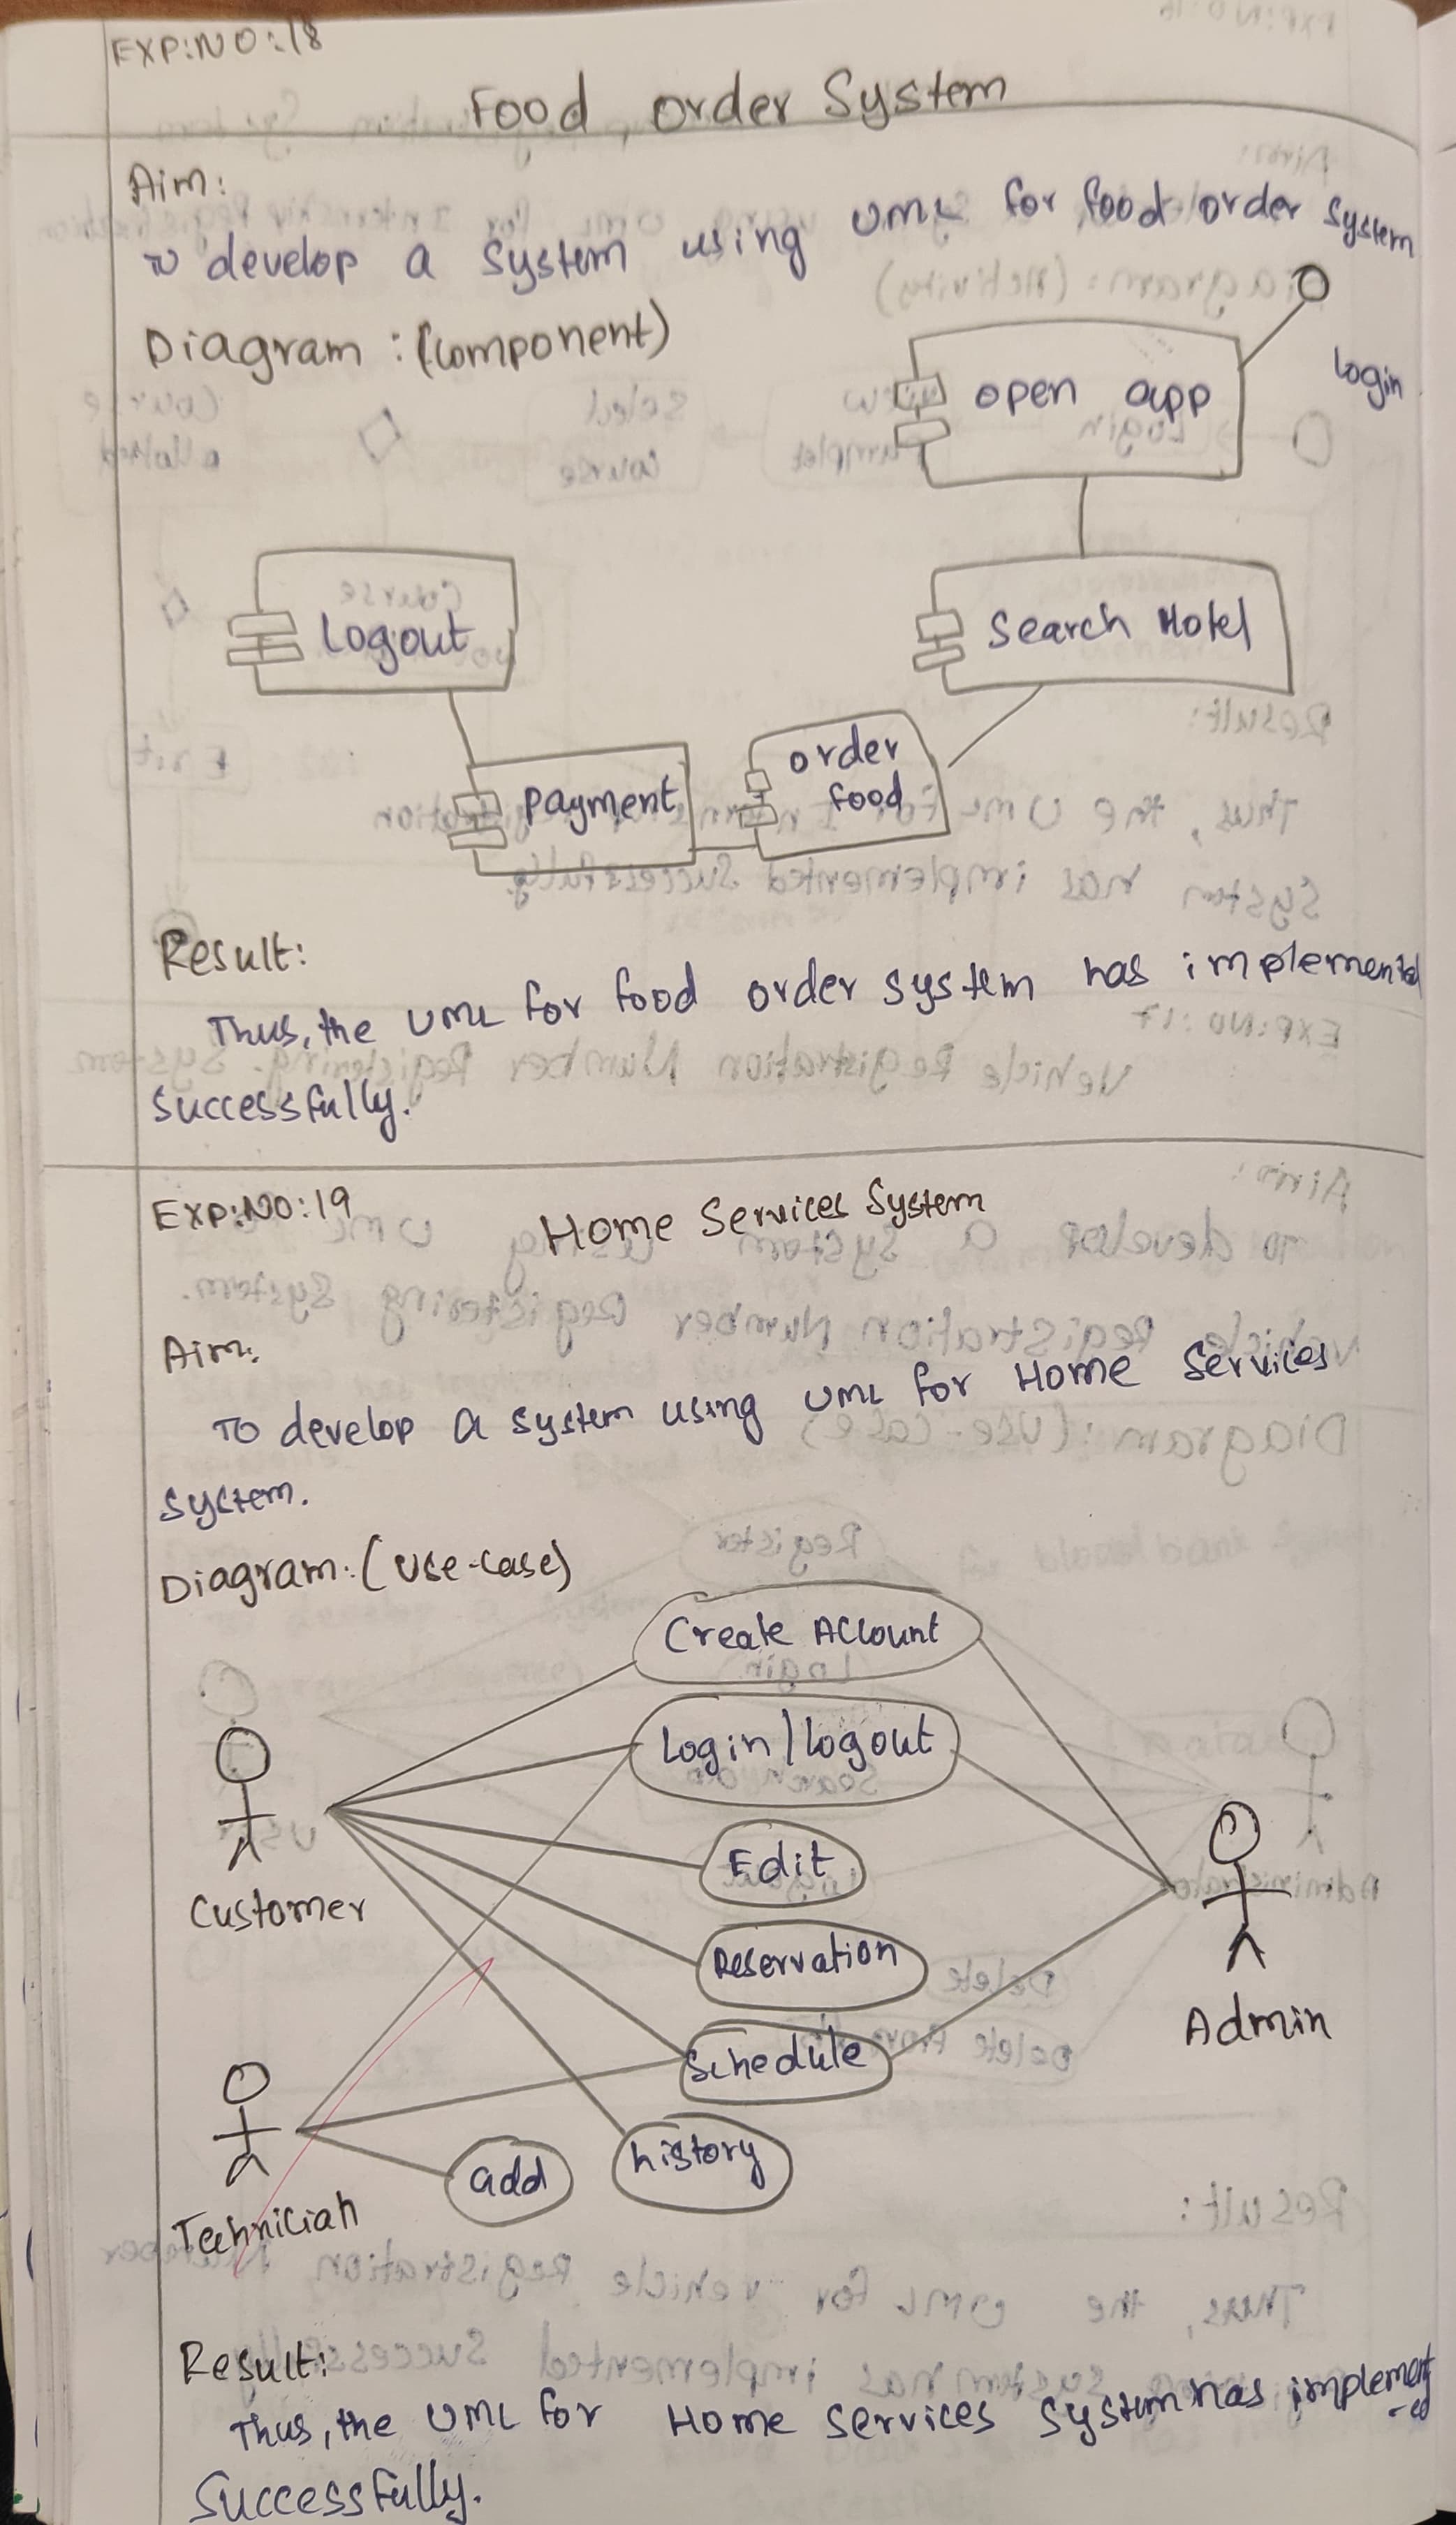 EXP:NO:18
Food order System
Aim:
To develop a system using UML for food order system
Diagram : (component)
login
open app
Search Hotel
Logout
order
food
payment
Result:
Thus, the UML for food order system has implemented
successfully.
EXP:NO:19
Home Services System
Aim:
To develop a system using UML for Home Services
system.
Diagram: (Use-case)
Create Account
Login/logout
Edit
Customer
Reservation
Admin
Schedule
history
add
Technician
Result:
Thus, the UML for Home services system has implement
-ed
Successfully.